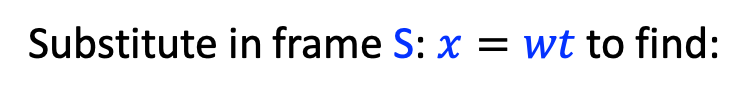 Substitute in frame S: x = wt to find: